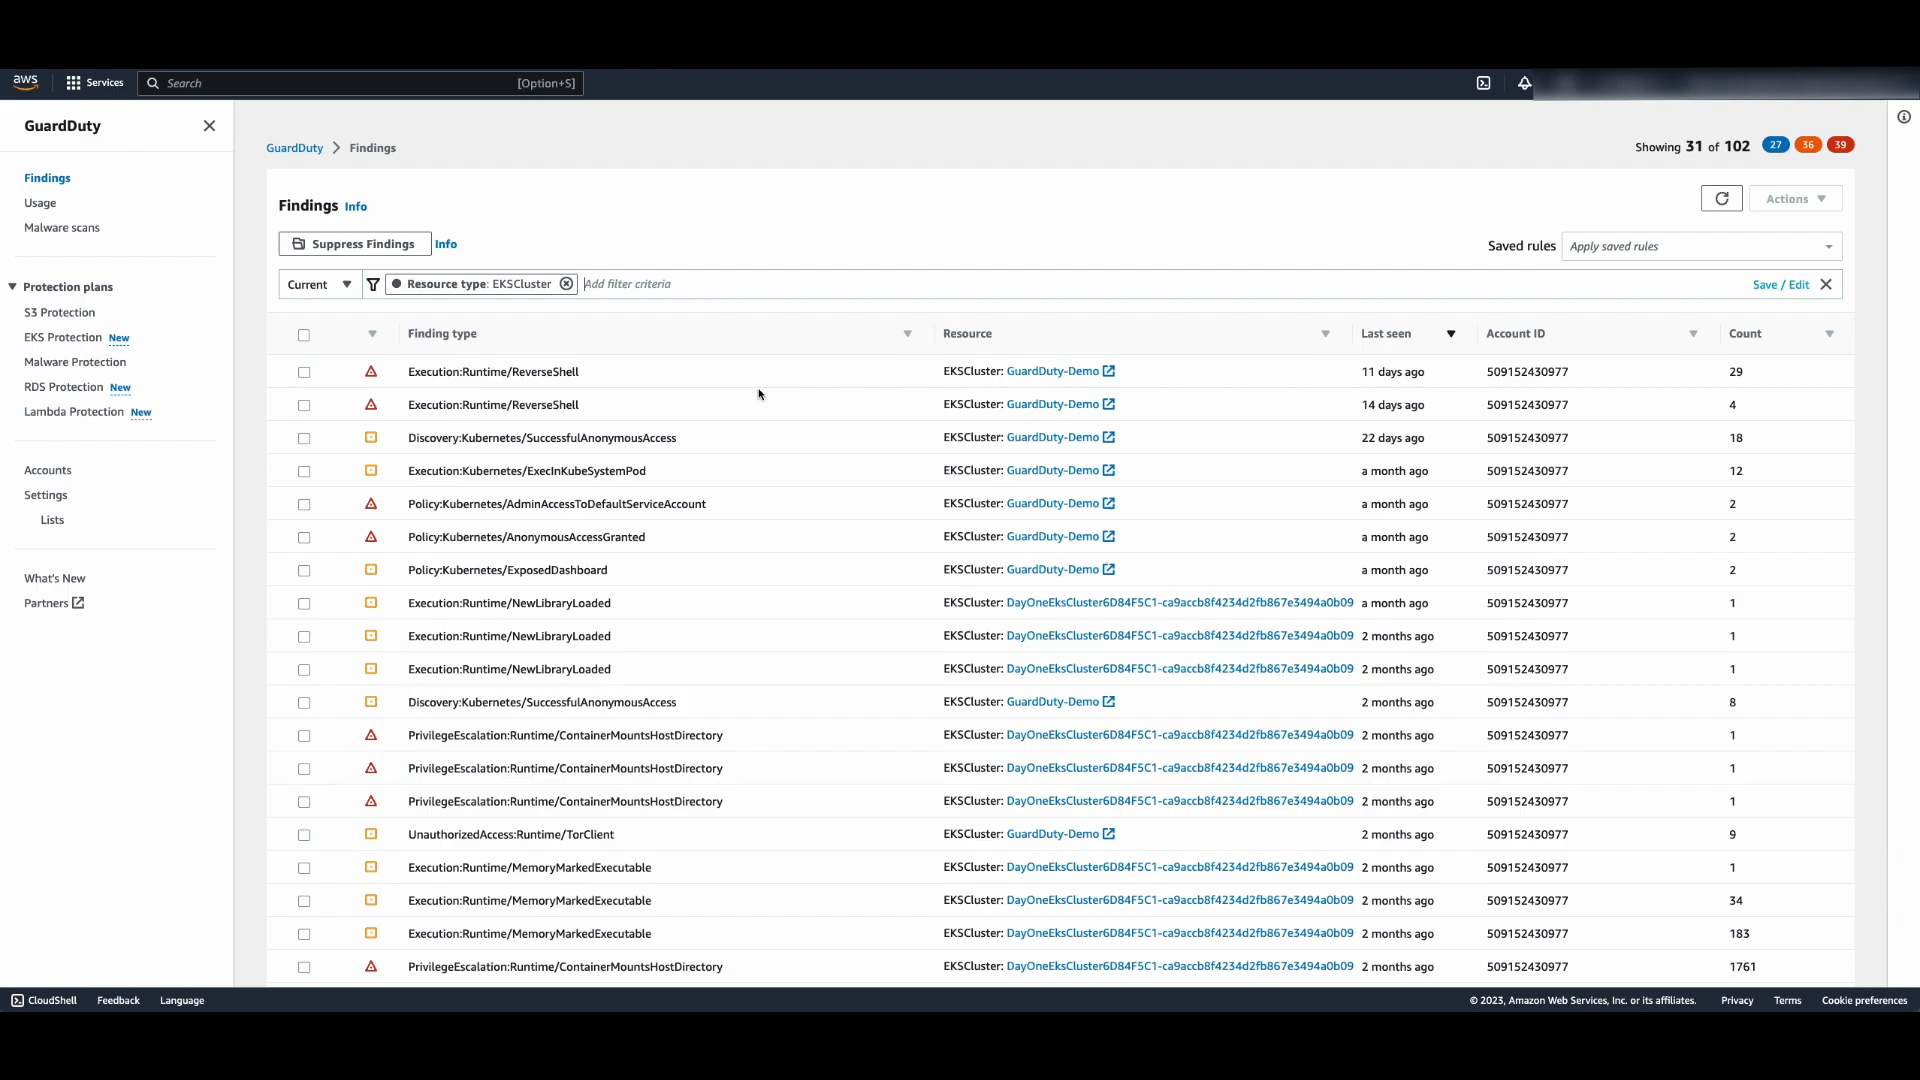 aws Services Search [Option+S]
GuardDuty
Findings
Usage
Malware scans
Protection plans
S3 Protection
EKS Protection New
Malware Protection
RDS Protection New
Lambda Protection New
Accounts
Settings
Lists
What's New
Partners
GuardDuty > Findings
Showing 31 of 102 27 36 39
Findings Info
Actions
Suppress Findings Info
Saved rules Apply saved rules
Current Resource type: EKSCluster Add filter criteria Save / Edit
Finding type Resource Last seen Account ID Count
Execution:Runtime/ReverseShell EKSCluster: GuardDuty-Demo 11 days ago 509152430977 29
Execution:Runtime/ReverseShell EKSCluster: GuardDuty-Demo 14 days ago 509152430977 4
Discovery:Kubernetes/SuccessfulAnonymousAccess EKSCluster: GuardDuty-Demo 22 days ago 509152430977 18
Execution:Kubernetes/ExecInKubeSystemPod EKSCluster: GuardDuty-Demo a month ago 509152430977 12
Policy:Kubernetes/AdminAccessToDefaultServiceAccount EKSCluster: GuardDuty-Demo a month ago 509152430977 2
Policy:Kubernetes/AnonymousAccessGranted EKSCluster: GuardDuty-Demo a month ago 509152430977 2
Policy:Kubernetes/ExposedDashboard EKSCluster: GuardDuty-Demo a month ago 509152430977 2
Execution:Runtime/NewLibraryLoaded EKSCluster: DayOneEksCluster6D84F5C1-ca9accb8f4234d2fb867e3494a0b09 a month ago 509152430977 1
Execution:Runtime/NewLibraryLoaded EKSCluster: DayOneEksCluster6D84F5C1-ca9accb8f4234d2fb867e3494a0b09 2 months ago 509152430977 1
Execution:Runtime/NewLibraryLoaded EKSCluster: DayOneEksCluster6D84F5C1-ca9accb8f4234d2fb867e3494a0b09 2 months ago 509152430977 1
Discovery:Kubernetes/SuccessfulAnonymousAccess EKSCluster: GuardDuty-Demo 2 months ago 509152430977 8
PrivilegeEscalation:Runtime/ContainerMountsHostDirectory EKSCluster: DayOneEksCluster6D84F5C1-ca9accb8f4234d2fb867e3494a0b09 2 months ago 509152430977 1
PrivilegeEscalation:Runtime/ContainerMountsHostDirectory EKSCluster: DayOneEksCluster6D84F5C1-ca9accb8f4234d2fb867e3494a0b09 2 months ago 509152430977 1
PrivilegeEscalation:Runtime/ContainerMountsHostDirectory EKSCluster: DayOneEksCluster6D84F5C1-ca9accb8f4234d2fb867e3494a0b09 2 months ago 509152430977 1
UnauthorizedAccess:Runtime/TorClient EKSCluster: GuardDuty-Demo 2 months ago 509152430977 9
Execution:Runtime/MemoryMarkedExecutable EKSCluster: DayOneEksCluster6D84F5C1-ca9accb8f4234d2fb867e3494a0b09 2 months ago 509152430977 1
Execution:Runtime/MemoryMarkedExecutable EKSCluster: DayOneEksCluster6D84F5C1-ca9accb8f4234d2fb867e3494a0b09 2 months ago 509152430977 34
Execution:Runtime/MemoryMarkedExecutable EKSCluster: DayOneEksCluster6D84F5C1-ca9accb8f4234d2fb867e3494a0b09 2 months ago 509152430977 183
PrivilegeEscalation:Runtime/ContainerMountsHostDirectory EKSCluster: DayOneEksCluster6D84F5C1-ca9accb8f4234d2fb867e3494a0b09 2 months ago 509152430977 1761
CloudShell Feedback Language © 2023, Amazon Web Services, Inc. or its affiliates. Privacy Terms Cookie preferences